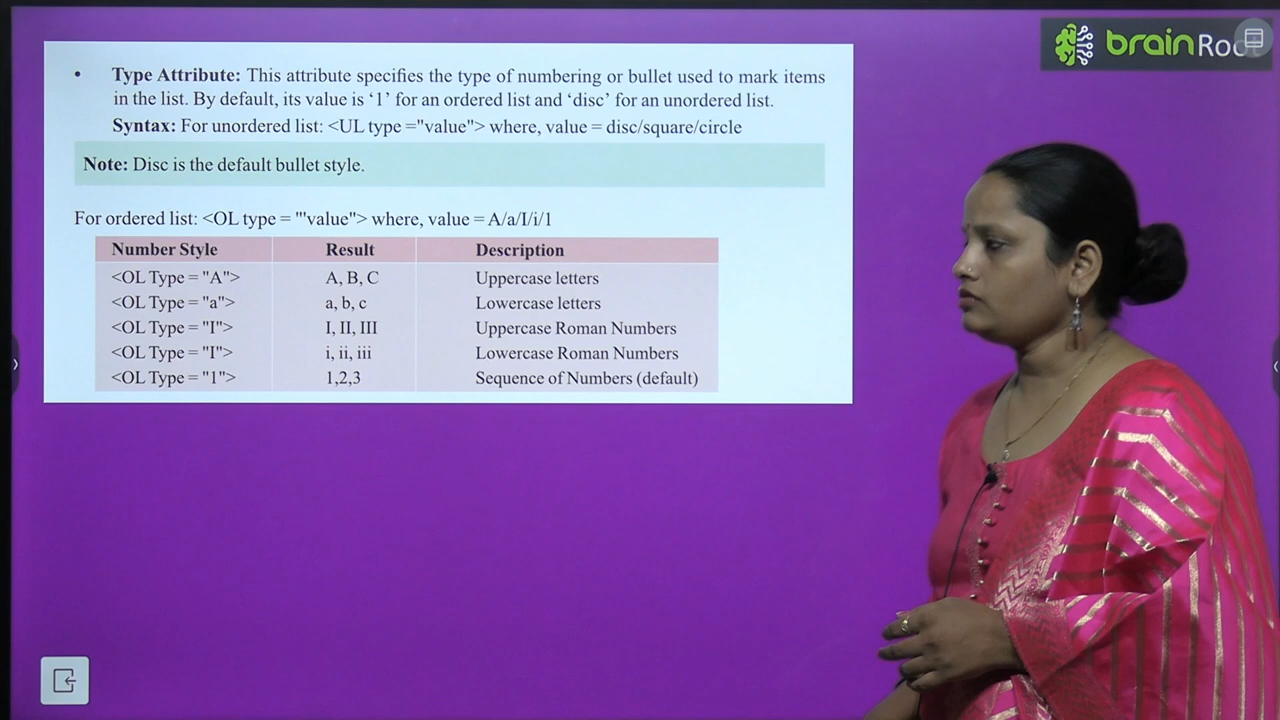 brainRoot
• Type Attribute: This attribute specifies the type of numbering or bullet used to mark items
in the list. By default, its value is ‘1’ for an ordered list and ‘disc’ for an unordered list.
Syntax: For unordered list: <UL type ="value"> where, value = disc/square/circle
Note: Disc is the default bullet style.
For ordered list: <OL type = "'value"> where, value = A/a/I/i/1
Number Style Result Description
<OL Type = "A"> A, B, C Uppercase letters
<OL Type = "a"> a, b, c Lowercase letters
<OL Type = "I"> I, II, III Uppercase Roman Numbers
<OL Type = "I"> i, ii, iii Lowercase Roman Numbers
<OL Type = "1"> 1,2,3 Sequence of Numbers (default)